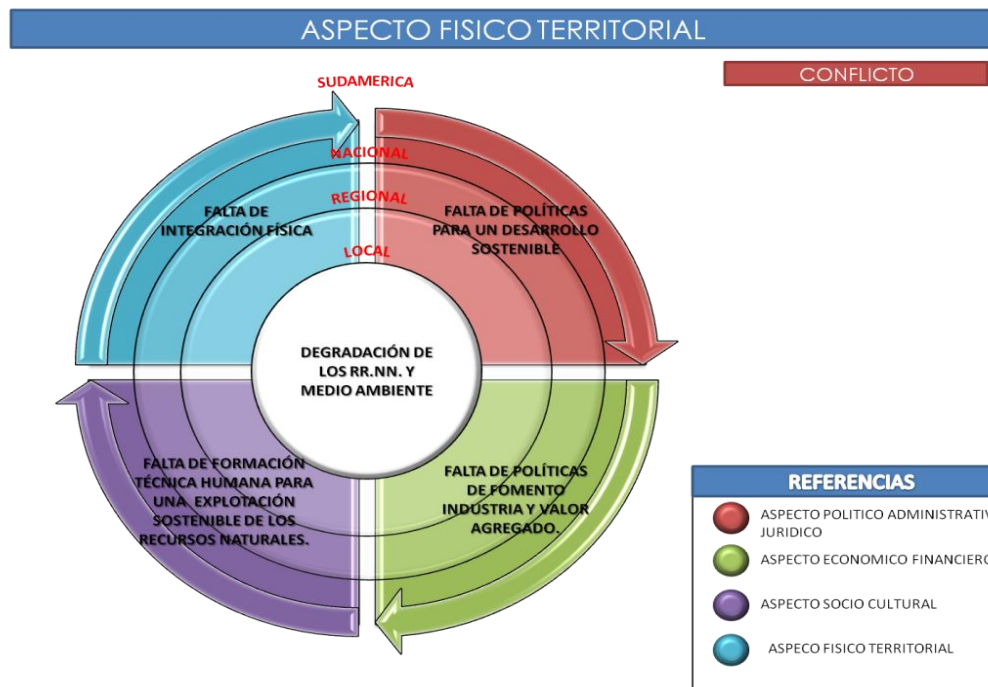 ASPECTO FISICO TERRITORIAL
CONFLICTO
SUDAMERICA
NACIONAL
REGIONAL
LOCAL
FALTA DE
INTEGRACIÓN FÍSICA
FALTA DE POLÍTICAS
PARA UN DESARROLLO
SOSTENIBLE
DEGRADACIÓN DE
LOS RR.NN. Y
MEDIO AMBIENTE
FALTA DE FORMACIÓN
TÉCNICA HUMANA PARA
UNA EXPLOTACIÓN
SOSTENIBLE DE LOS
RECURSOS NATURALES.
FALTA DE POLÍTICAS
DE FOMENTO
INDUSTRIA Y VALOR
AGREGADO.
REFERENCIAS
ASPECTO POLITICO ADMINISTRATIV
JURIDICO
ASPECTO ECONOMICO FINANCIERO
ASPECTO SOCIO CULTURAL
ASPECO FISICO TERRITORIAL